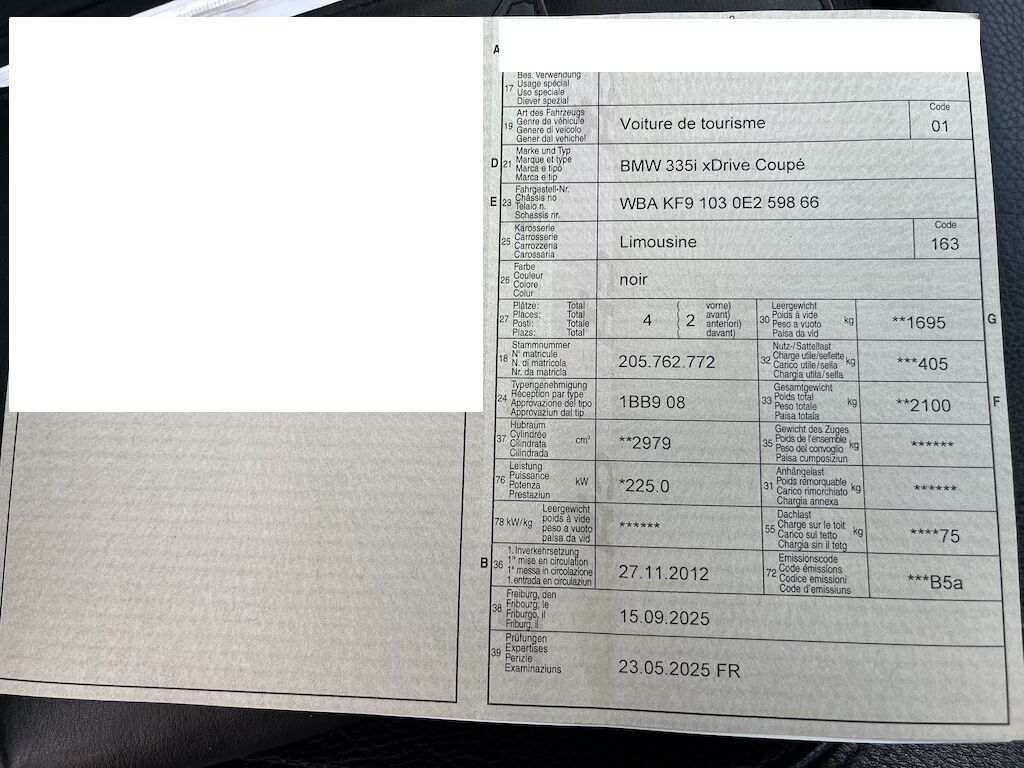 A
17
Bes. Verwendung
Usage spécial
Uso speciale
Diever spezial
19
Art des Fahrzeugs
Genre de véhicule
Genere di veicolo
Gener dal vehichel
Voiture de tourisme
Code
01
D 21
Marke und Typ
Marque et type
Marca e tipo
Marca e tip
BMW 335i xDrive Coupé
E 23
Fahrgestell-Nr.
Châssis no
Telaio n.
Schassis nr.
WBA KF9 103 0E2 598 66
25
Karosserie
Carrosserie
Carrozzeria
Carossaria
Limousine
Code
163
26
Farbe
Couleur
Colore
Colur
noir
27
Plätze: Total
Places: Total
Posti: Totale
Plazs: Total
4 ( 2
vorne)
avant)
anteriori)
davant)
30
Leergewicht
Poids à vide
Peso a vuoto
Paisa da vid
kg
**1695
G
18
Stammnummer
N° matricule
N. di matricola
Nr. da matricla
205.762.772
32
Nutz-/Sattellast
Charge utile/sellette
Carico utile/sella
Chargia utila/sella
kg
***405
24
Typengenehmigung
Réception par type
Approvazione del tipo
Approvaziun dal tip
1BB9 08
33
Gesamtgewicht
Poids total
Peso totale
Paisa totala
kg
**2100
F
37
Hubraum
Cylindrée
Cilindrata
Cilindrada
cm³
**2979
35
Gewicht des Zuges
Poids de l'ensemble
Peso del convoglio
Paisa cumposiziun
kg
******
76
Leistung
Puissance
Potenza
Prestaziun
kW
*225.0
31
Anhängelast
Poids remorquable
Carico rimorchiato
Chargia annexa
kg
******
78 kW/kg
Leergewicht
poids à vide
peso a vuoto
paisa da vid
******
55
Dachlast
Charge sur le toit
Carico sul tetto
Chargia sin il tetg
kg
****75
B 36
1. Inverkehrsetzung
1re mise en circulation
1a messa in circolazione
1. entrada en circulaziun
27.11.2012
72
Emissionscode
Code émissions
Codice emissioni
Code d'emissiuns
***B5a
38
Freiburg, den
Fribourg, le
Friburgo, il
Friburg, il
15.09.2025
39
Prüfungen
Expertises
Perizie
Examinaziuns
23.05.2025 FR